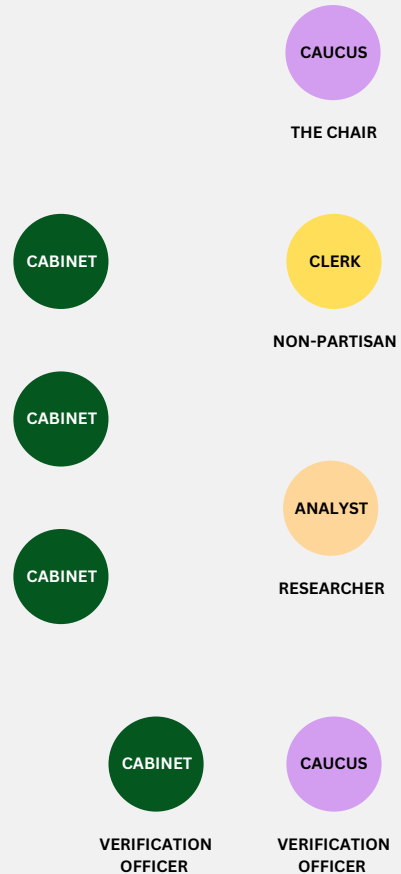 CAUCUS
THE CHAIR
CABINET
CLERK
NON-PARTISAN
CABINET
ANALYST
RESEARCHER
CABINET
CABINET
VERIFICATION
OFFICER
CAUCUS
VERIFICATION
OFFICER